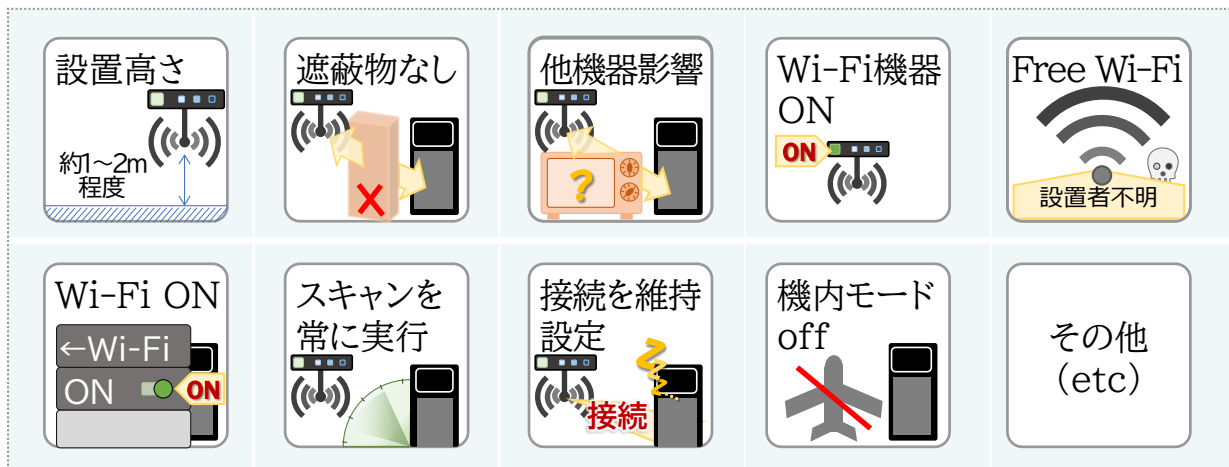 設置高さ
約1～2m
程度
遮蔽物なし
他機器影響
?
Wi-Fi機器
ON
ON
Free Wi-Fi
設置者不明
Wi-Fi ON
←Wi-Fi
ON
ON
スキャンを
常に実行
接続を維持
設定
接続
機内モード
off
その他
（etc）